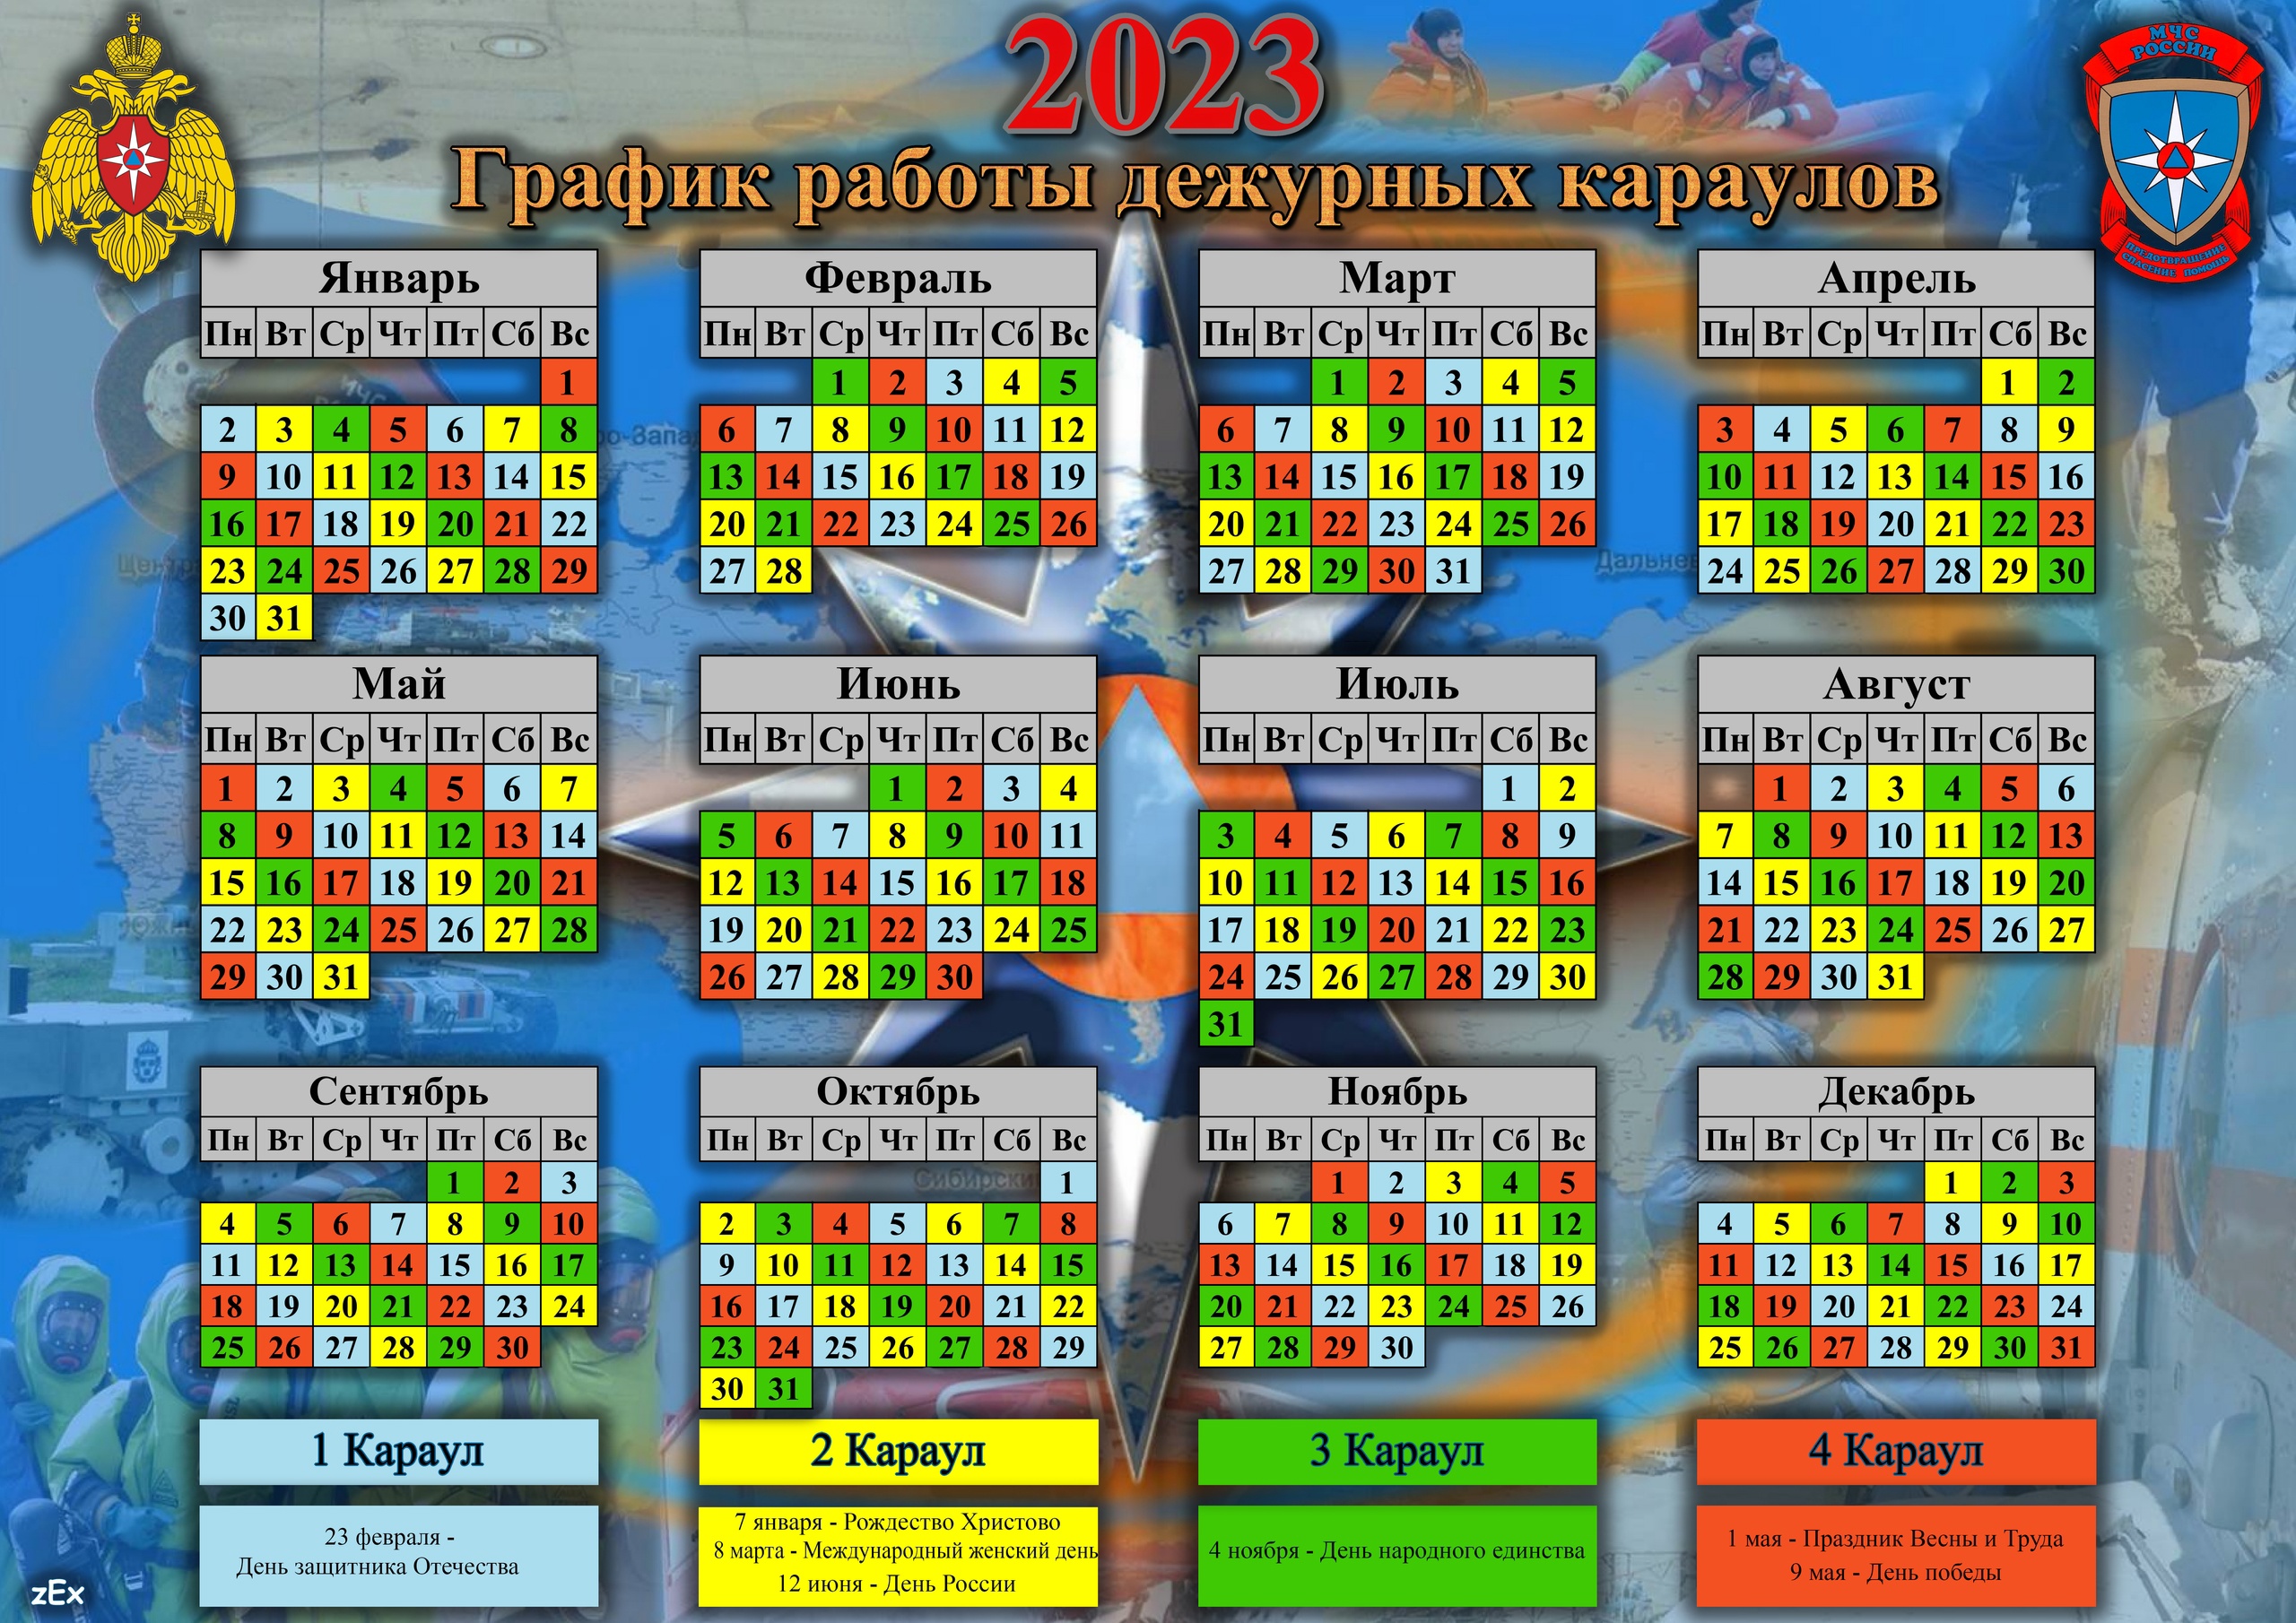 2023
График работы дежурных караулов
МЧС
РОССИИ
ПРЕДОТВРАЩЕНИЕ
СПАСЕНИЕ ПОМОЩЬ
Январь
Пн Вт Ср Чт Пт Сб Вс
1
2 3 4 5 6 7 8
9 10 11 12 13 14 15
16 17 18 19 20 21 22
23 24 25 26 27 28 29
30 31
Февраль
Пн Вт Ср Чт Пт Сб Вс
1 2 3 4 5
6 7 8 9 10 11 12
13 14 15 16 17 18 19
20 21 22 23 24 25 26
27 28
Март
Пн Вт Ср Чт Пт Сб Вс
1 2 3 4 5
6 7 8 9 10 11 12
13 14 15 16 17 18 19
20 21 22 23 24 25 26
27 28 29 30 31
Апрель
Пн Вт Ср Чт Пт Сб Вс
1 2
3 4 5 6 7 8 9
10 11 12 13 14 15 16
17 18 19 20 21 22 23
24 25 26 27 28 29 30
Май
Пн Вт Ср Чт Пт Сб Вс
1 2 3 4 5 6 7
8 9 10 11 12 13 14
15 16 17 18 19 20 21
22 23 24 25 26 27 28
29 30 31
Июнь
Пн Вт Ср Чт Пт Сб Вс
1 2 3 4
5 6 7 8 9 10 11
12 13 14 15 16 17 18
19 20 21 22 23 24 25
26 27 28 29 30
Июль
Пн Вт Ср Чт Пт Сб Вс
1 2
3 4 5 6 7 8 9
10 11 12 13 14 15 16
17 18 19 20 21 22 23
24 25 26 27 28 29 30
31
Август
Пн Вт Ср Чт Пт Сб Вс
1 2 3 4 5 6
7 8 9 10 11 12 13
14 15 16 17 18 19 20
21 22 23 24 25 26 27
28 29 30 31
Сентябрь
Пн Вт Ср Чт Пт Сб Вс
1 2 3
4 5 6 7 8 9 10
11 12 13 14 15 16 17
18 19 20 21 22 23 24
25 26 27 28 29 30
Октябрь
Пн Вт Ср Чт Пт Сб Вс
1
2 3 4 5 6 7 8
9 10 11 12 13 14 15
16 17 18 19 20 21 22
23 24 25 26 27 28 29
30 31
Ноябрь
Пн Вт Ср Чт Пт Сб Вс
1 2 3 4 5
6 7 8 9 10 11 12
13 14 15 16 17 18 19
20 21 22 23 24 25 26
27 28 29 30
Декабрь
Пн Вт Ср Чт Пт Сб Вс
1 2 3
4 5 6 7 8 9 10
11 12 13 14 15 16 17
18 19 20 21 22 23 24
25 26 27 28 29 30 31
1 Караул
23 февраля -
День защитника Отечества
2 Караул
7 января - Рождество Христово
8 марта - Международный женский день
12 июня - День России
3 Караул
4 ноября - День народного единства
4 Караул
1 мая - Праздник Весны и Труда
9 мая - День победы
zEx